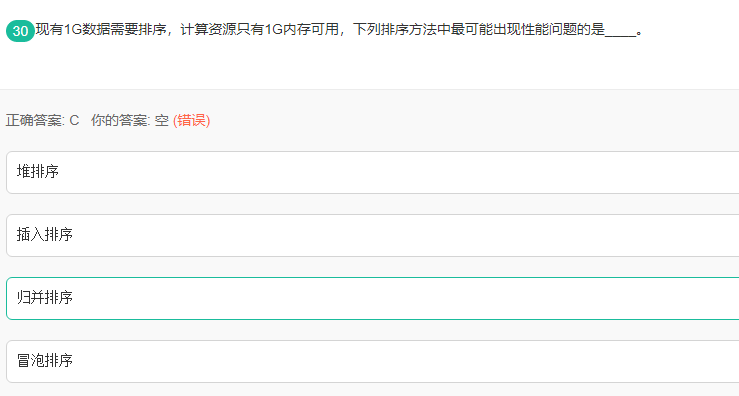 30 现有1G数据需要排序，计算资源只有1G内存可用，下列排序方法中最可能出现性能问题的是____。
正确答案: C 你的答案: 空 (错误)
堆排序
插入排序
归并排序
冒泡排序